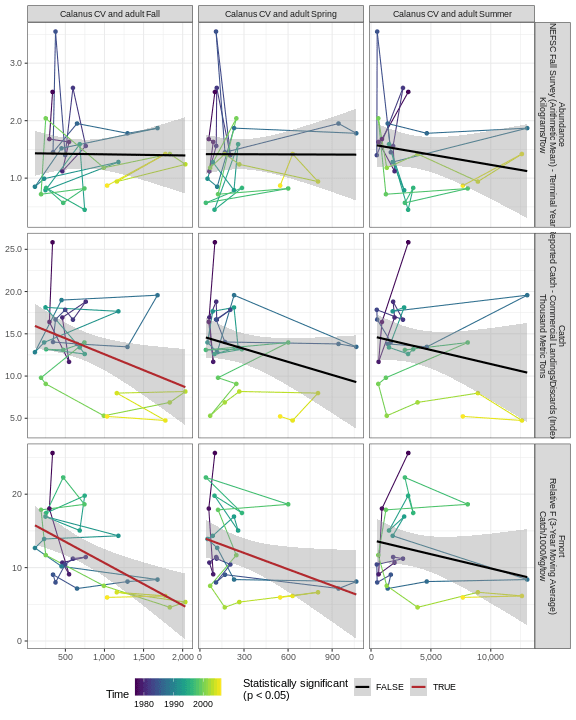 Calanus CV and adult Fall
Calanus CV and adult Spring
Calanus CV and adult Summer
3.0
2.0
1.0
Abundance
NEFSC Fall Survey (Arithmetic Mean) - Terminal Year
Kilograms/tow
25.0
20.0
15.0
10.0
5.0
Catch
Reported Catch - Commercial Landings/Discards (Index
Thousand Metric Tons
20
10
0
Fmort
Relative F (3-Year Moving Average)
Catch/1000/kg/tow
500
1,000
1,500
2,000
0
300
600
900
0
5,000
10,000
Time
1980
1990
2000
Statistically significant
(p < 0.05)
FALSE
TRUE